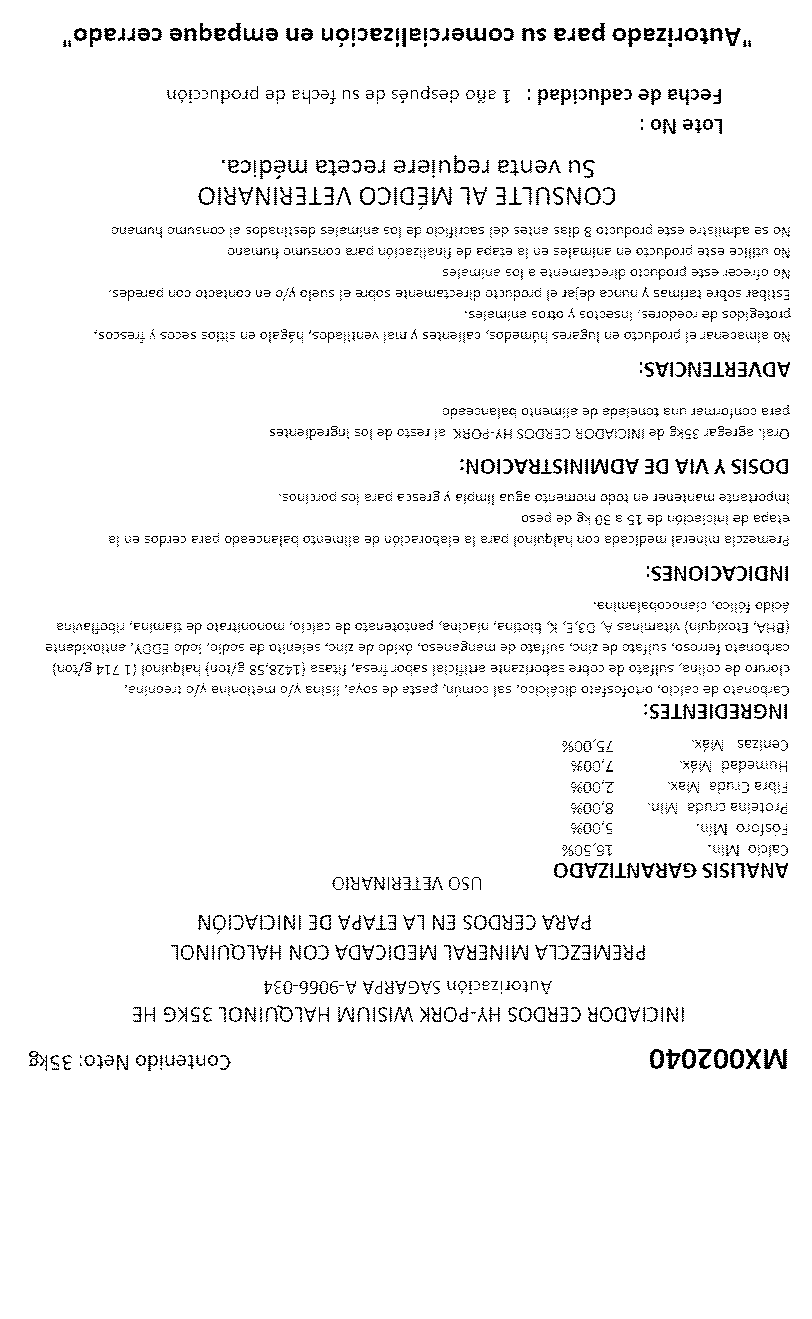 MX002040 Contenido Neto: 35kg
INICIADOR CERDOS HY-PORK WISIUM HALQUINOL 35KG HE
Autorización SAGARPA A-9066-034
PREMEZCLA MINERAL MEDICADA CON HALQUINOL
PARA CERDOS EN LA ETAPA DE INICIACIÓN
USO VETERINARIO
ANALISIS GARANTIZADO
Calcio Min. 16,50%
Fósforo Mín. 5,00%
Proteina cruda Min. 8,00%
Fibra Cruda Max. 2,00%
Humedad Máx. 7,00%
Cenizas Máx. 75,00%
INGREDIENTES:
Carbonato de calcio, ortofosfato dicálcico, sal común, pasta de soya, lisina y/o metionina y/o treonina,
cloruro de colina, sulfato de cobre saborizante artificial sabor fresa, fitasa (1428,58 g/ton) halquinol (1 714 g/ton)
carbonato ferroso, sulfato de zinc, sulfato de manganeso, óxido de zinc, selenito de sodio, iodo EDDY, antioxidante
(BHA, Etoxiquin) vitaminas A, D3,E, K, biotina, niacina, pantotenato de calcio, mononitrato de tiamina, riboflavina
ácido fólico, cianocobalamina.
INDICACIONES:
Premezcla mineral medicada con halquinol para la elaboración de alimento balanceado para cerdos en la
etapa de iniciación de 15 a 30 kg de peso
Importante mantener en todo momento agua limpia y gresca para los porcinos.
DOSIS Y VIA DE ADMINISTRACION:
Oral. agregar 35kg de INICIADOR CERDOS HY-PORK al resto de los ingredientes
para conformar una tonelada de alimento balanceado
ADVERTENCIAS:
No almacenar el producto en lugares húmedos, calientes y mal ventilados, hágalo en sitios secos y frescos,
protegidos de roedores, insectos y otros animales.
Estibar sobre tarimas y nunca dejar el producto directamente sobre el suelo y/o en contacto con paredes.
No ofrecer este producto directamente a los animales
No utilice este producto en animales en la etapa de finalización para consumo humano
No se admiistre este producto 8 días antes del sacrificio de los animales destinados al consumo humano
CONSULTE AL MÉDICO VETERINARIO
Su venta requiere receta médica.
Lote No :
Fecha de caducidad : 1 año después de su fecha de producción
"Autorizado para su comercialización en empaque cerrado"